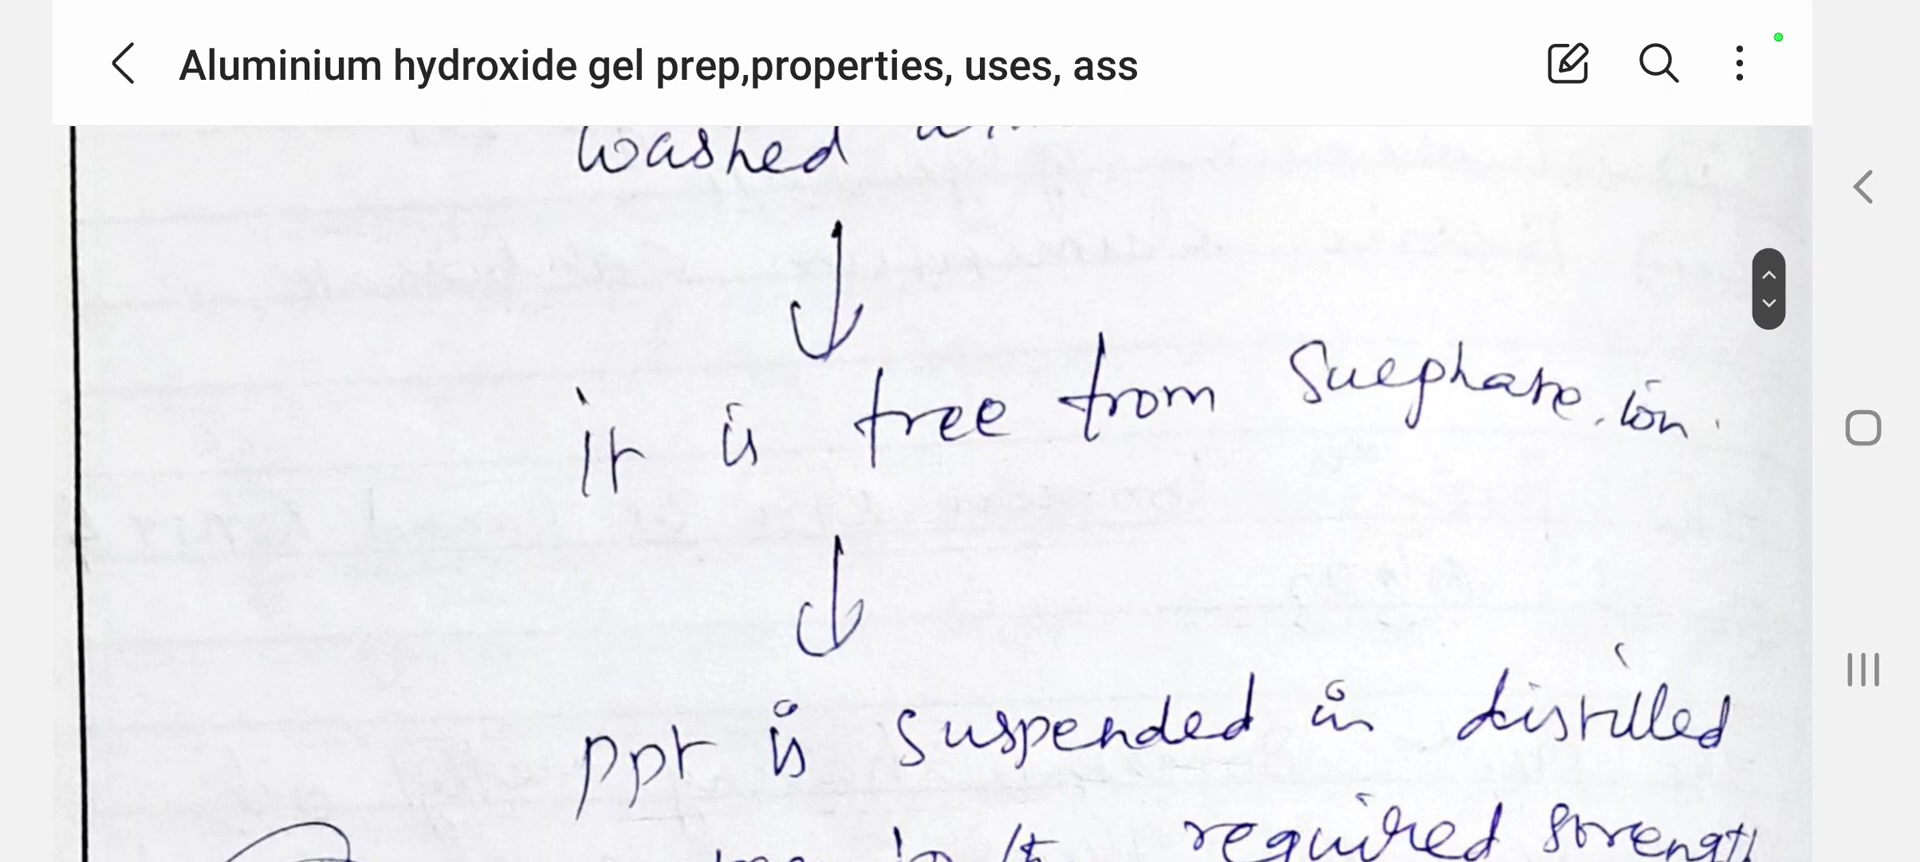 Aluminium hydroxide gel prep,properties, uses, ass
washed
↓
it is free from Sulphate ion.
↓
ppt is suspended in distilled
required strength